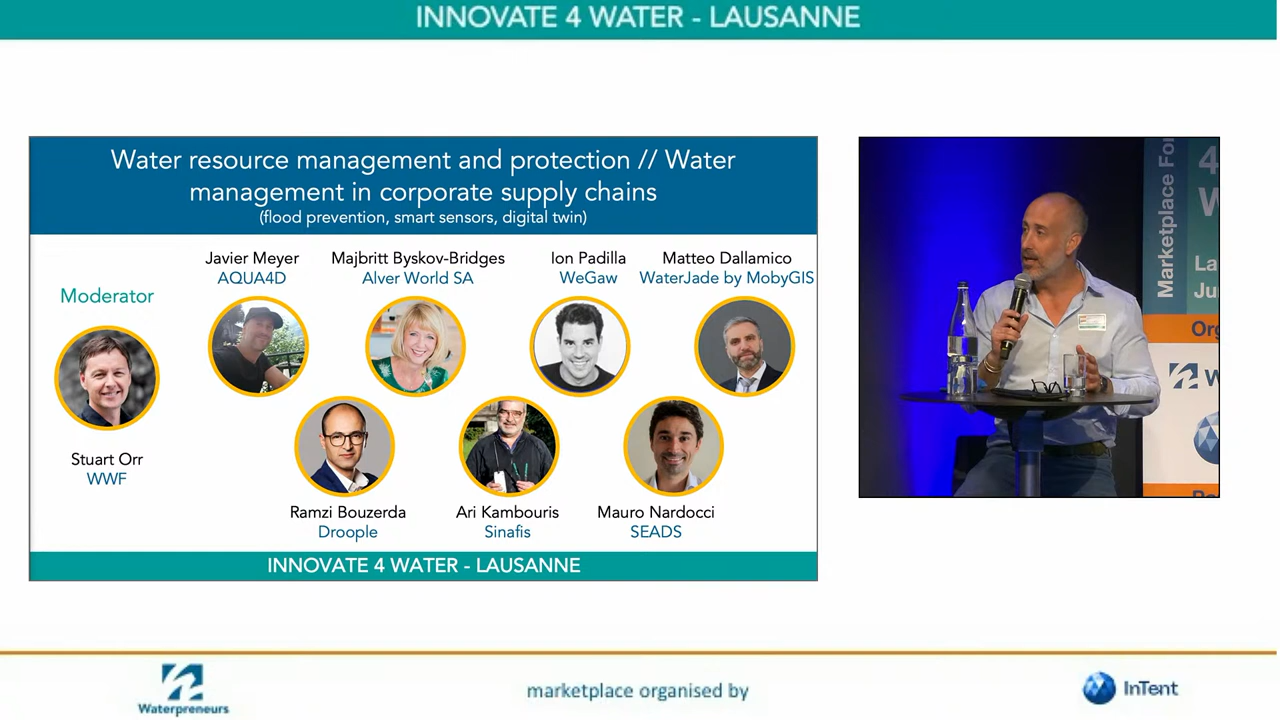 INNOVATE 4 WATER - LAUSANNE
Water resource management and protection // Water
management in corporate supply chains
(flood prevention, smart sensors, digital twin)
Moderator
Stuart Orr
WWF
Javier Meyer
AQUA4D
Majbritt Byskov-Bridges
Alver World SA
Ion Padilla
WeGaw
Matteo Dallamico
WaterJade by MobyGIS
Ramzi Bouzerda
Droople
Ari Kambouris
Sinafis
Mauro Nardocci
SEADS
INNOVATE 4 WATER - LAUSANNE
Marketplace Fo
4
W
La
Ju
Org
W
Waterpreneurs
marketplace organised by
InTent